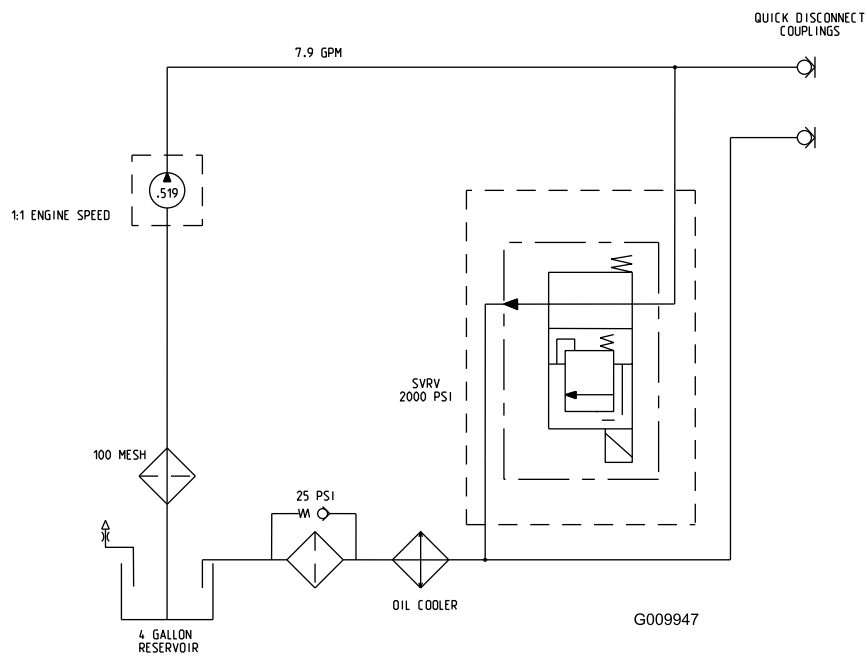 QUICK DISCONNECT
COUPLINGS
7.9 GPM
.519
1:1 ENGINE SPEED
SVRV
2000 PSI
100 MESH
25 PSI
OIL COOLER
G009947
4 GALLON
RESERVOIR